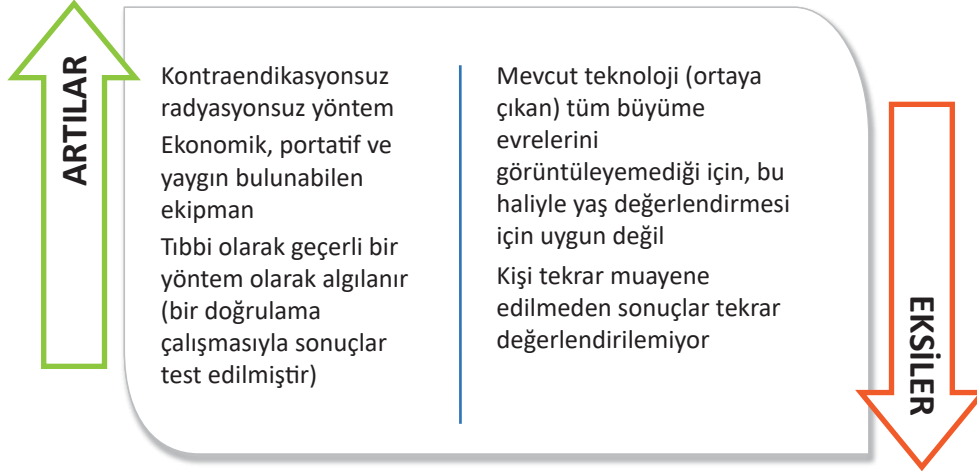 ARTILAR
Kontraendikasyonsuz
radyasyonsuz yöntem
Ekonomik, portatif ve
yaygın bulunabilen
ekipman
Tıbbi olarak geçerli bir
yöntem olarak algılanır
(bir doğrulama
çalışmasıyla sonuçlar
test edilmiştir)
Mevcut teknoloji (ortaya
çıkan) tüm büyüme
evrelerini
görüntüleyemediği için, bu
haliyle yaş değerlendirmesi
için uygun değil
Kişi tekrar muayene
edilmeden sonuçlar tekrar
değerlendirilemiyor
EKSİLER